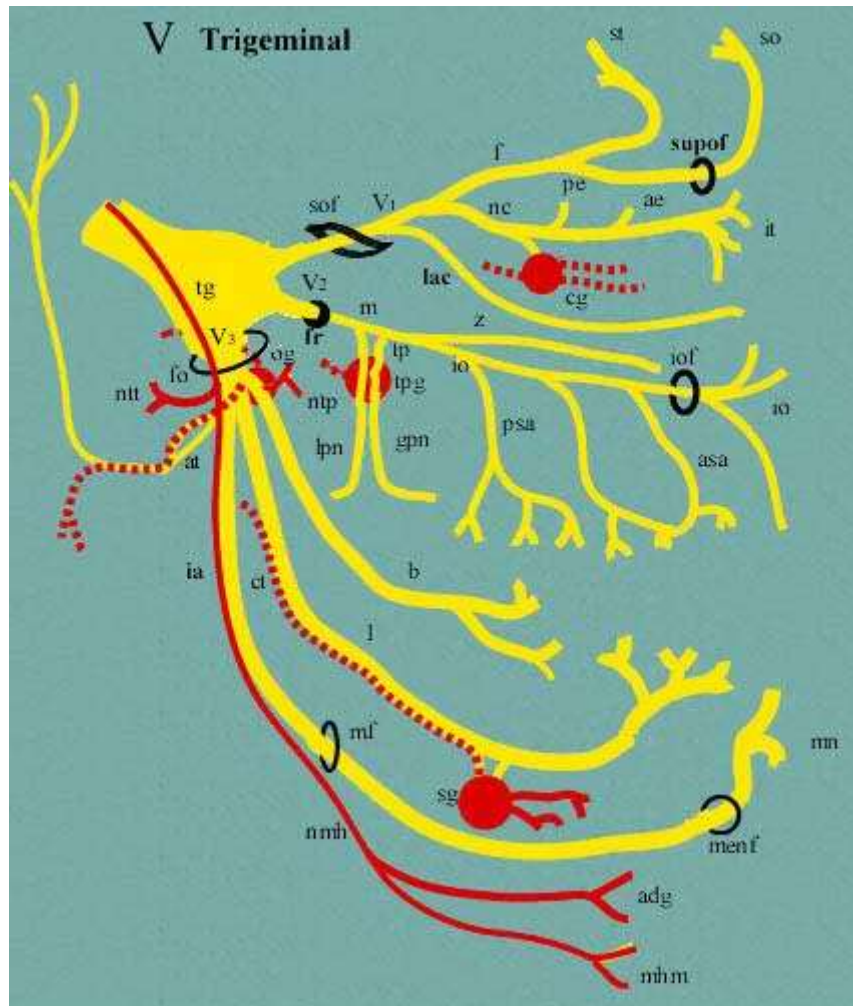 V Trigeminal
st
so
f
supof
pe
sof
V1
nc
ae
it
tg
V2
lac
cg
m
fr
z
V3
og
tp
io
iof
fo
tpg
ntt
ntp
io
at
lpn
gpn
psa
asa
ia
ct
b
l
mf
mn
sg
nmh
menf
adg
mhm